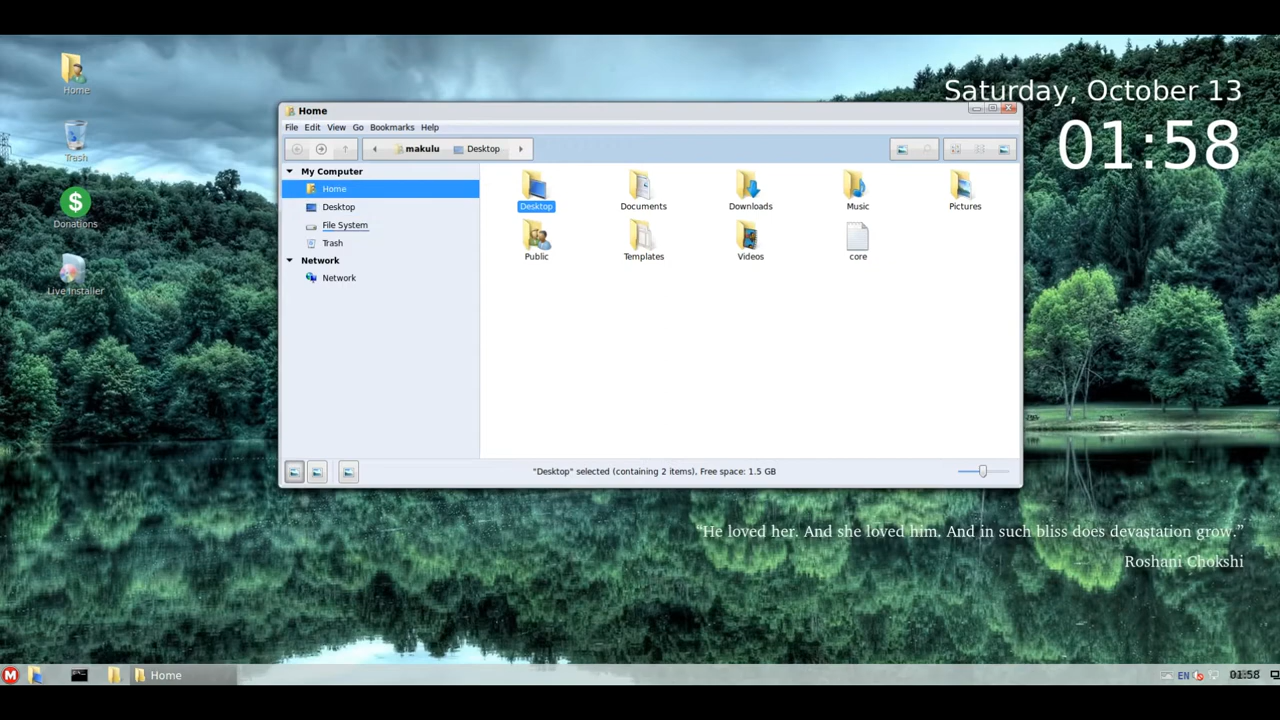 Home
Trash
$
Donations
Live Installer
Saturday, October 13
01:58
Home
File Edit View Go Bookmarks Help
makulu Desktop
My Computer
Home
Desktop
File System
Trash
Network
Network
Desktop Documents Downloads Music Pictures
Public Templates Videos core
"Desktop" selected (containing 2 items), Free space: 1.5 GB
“He loved her. And she loved him. And in such bliss does devastation grow.”
Roshani Chokshi
M Home EN 01:58